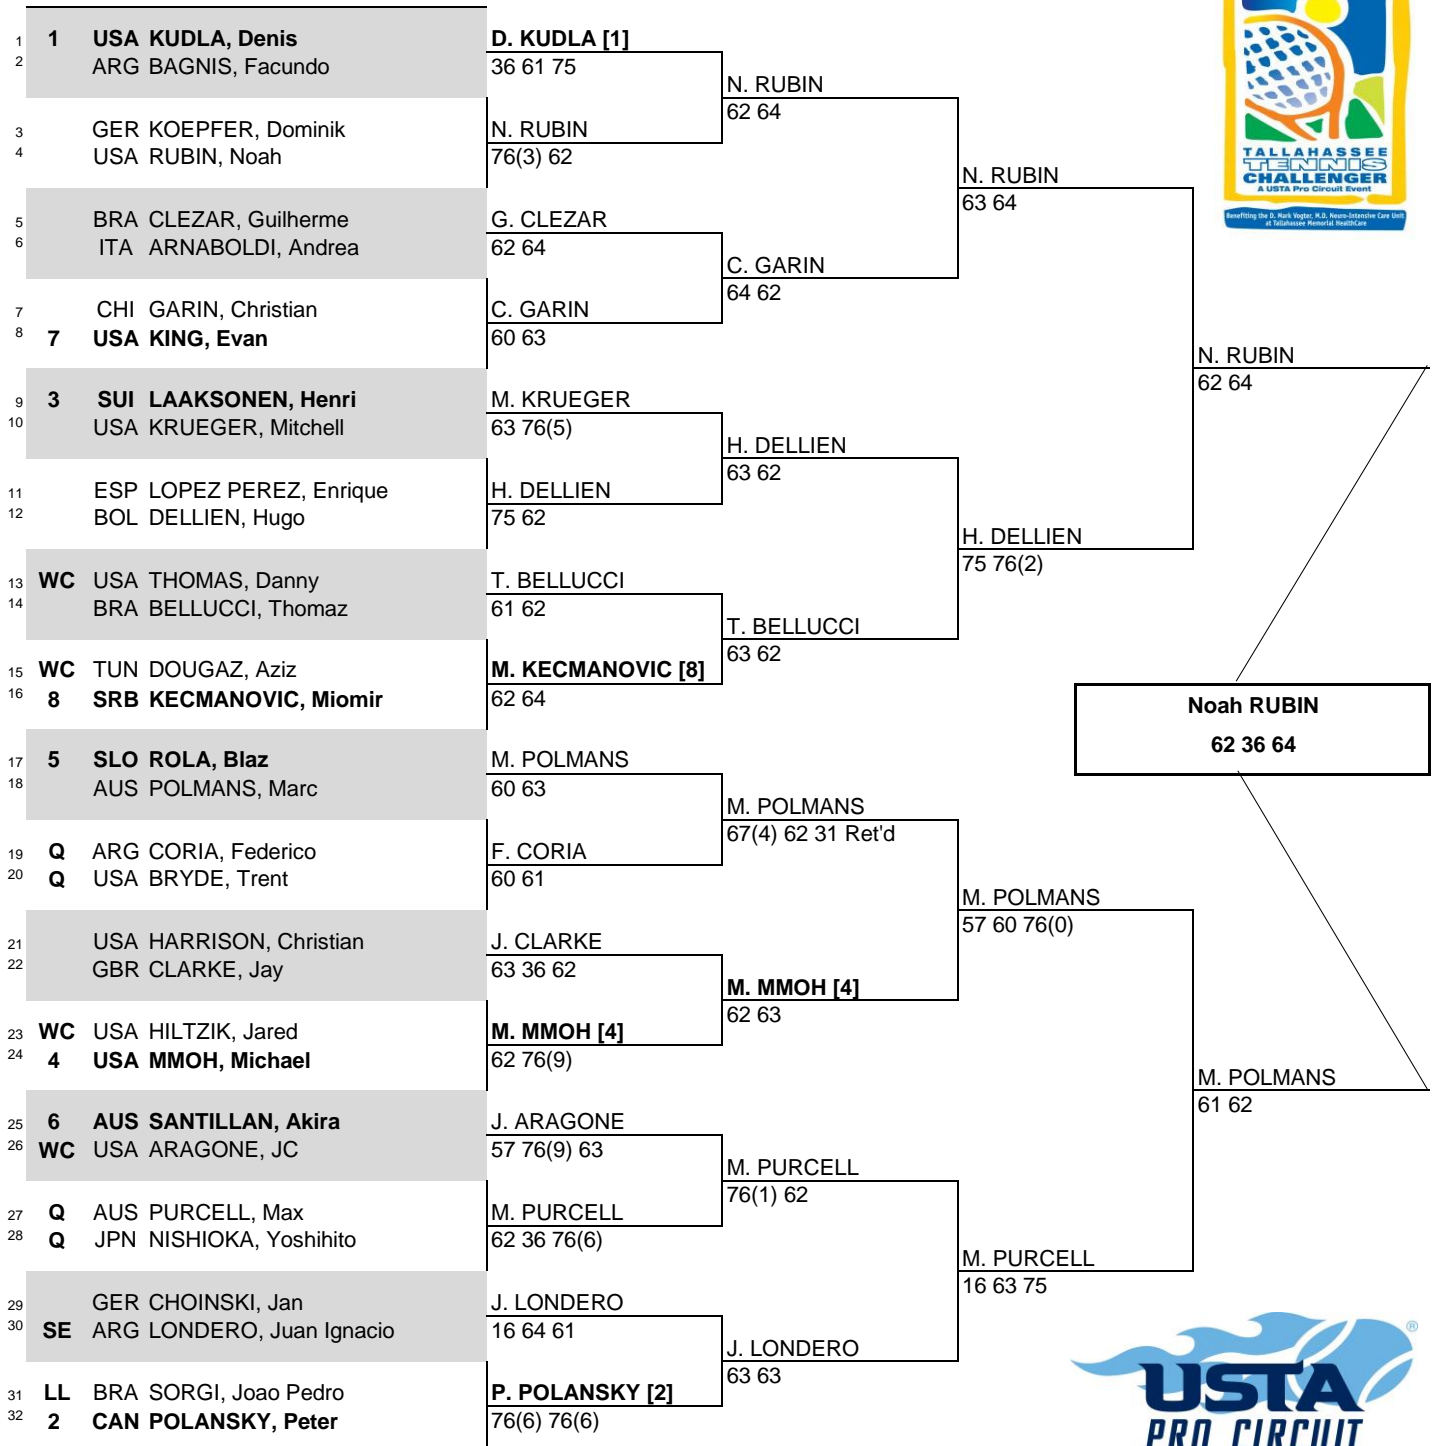 1 1 USA KUDLA, Denis
2 ARG BAGNIS, Facundo
3 GER KOEPFER, Dominik
4 USA RUBIN, Noah
5 BRA CLEZAR, Guilherme
6 ITA ARNABOLDI, Andrea
7 CHI GARIN, Christian
8 7 USA KING, Evan
9 3 SUI LAAKSONEN, Henri
10 USA KRUEGER, Mitchell
11 ESP LOPEZ PEREZ, Enrique
12 BOL DELLIEN, Hugo
13 WC USA THOMAS, Danny
14 BRA BELLUCCI, Thomaz
15 WC TUN DOUGAZ, Aziz
16 8 SRB KECMANOVIC, Miomir
17 5 SLO ROLA, Blaz
18 AUS POLMANS, Marc
19 Q ARG CORIA, Federico
20 Q USA BRYDE, Trent
21 USA HARRISON, Christian
22 GBR CLARKE, Jay
23 WC USA HILTZIK, Jared
24 4 USA MMOH, Michael
25 6 AUS SANTILLAN, Akira
26 WC USA ARAGONE, JC
27 Q AUS PURCELL, Max
28 Q JPN NISHIOKA, Yoshihito
29 GER CHOINSKI, Jan
30 SE ARG LONDERO, Juan Ignacio
31 LL BRA SORGI, Joao Pedro
32 2 CAN POLANSKY, Peter
D. KUDLA [1]
36 61 75
N. RUBIN
76(3) 62
G. CLEZAR
62 64
C. GARIN
60 63
M. KRUEGER
63 76(5)
H. DELLIEN
75 62
T. BELLUCCI
61 62
M. KECMANOVIC [8]
62 64
M. POLMANS
60 63
F. CORIA
60 61
J. CLARKE
63 36 62
M. MMOH [4]
62 76(9)
J. ARAGONE
57 76(9) 63
M. PURCELL
62 36 76(6)
J. LONDERO
16 64 61
P. POLANSKY [2]
76(6) 76(6)
N. RUBIN
62 64
C. GARIN
64 62
H. DELLIEN
63 62
T. BELLUCCI
63 62
M. POLMANS
67(4) 62 31 Ret'd
M. MMOH [4]
62 63
M. PURCELL
76(1) 62
J. LONDERO
63 63
N. RUBIN
63 64
H. DELLIEN
75 76(2)
M. POLMANS
57 60 76(0)
M. PURCELL
16 63 75
N. RUBIN
62 64
M. POLMANS
61 62
Noah RUBIN
62 36 64
TALLAHASSEE
TENNIS
CHALLENGER
A USTA Pro Circuit Event
Benefiting the D. Mark Vogter, M.D. Neuro-Intensive Care Unit
at Tallahassee Memorial HealthCare
®
USTA
PRO CIRCUIT